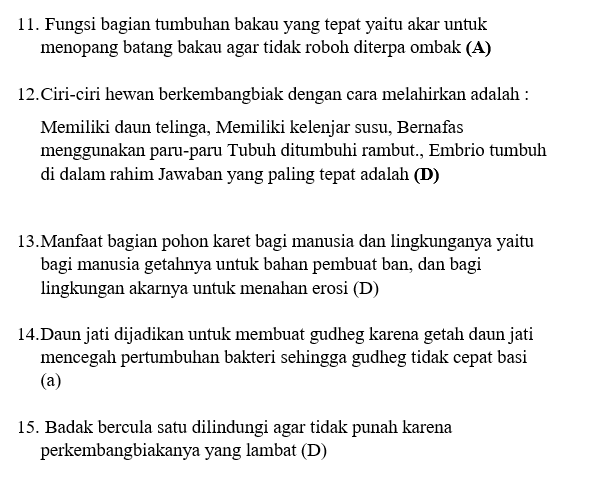 11. Fungsi bagian tumbuhan bakau yang tepat yaitu akar untuk
menopang batang bakau agar tidak roboh diterpa ombak (A)
12.Ciri-ciri hewan berkembangbiak dengan cara melahirkan adalah :
Memiliki daun telinga, Memiliki kelenjar susu, Bernafas
menggunakan paru-paru Tubuh ditumbuhi rambut., Embrio tumbuh
di dalam rahim Jawaban yang paling tepat adalah (D)
13.Manfaat bagian pohon karet bagi manusia dan lingkunganya yaitu
bagi manusia getahnya untuk bahan pembuat ban, dan bagi
lingkungan akarnya untuk menahan erosi (D)
14.Daun jati dijadikan untuk membuat gudheg karena getah daun jati
mencegah pertumbuhan bakteri sehingga gudheg tidak cepat basi
(a)
15. Badak bercula satu dilindungi agar tidak punah karena
perkembangbiakanya yang lambat (D)